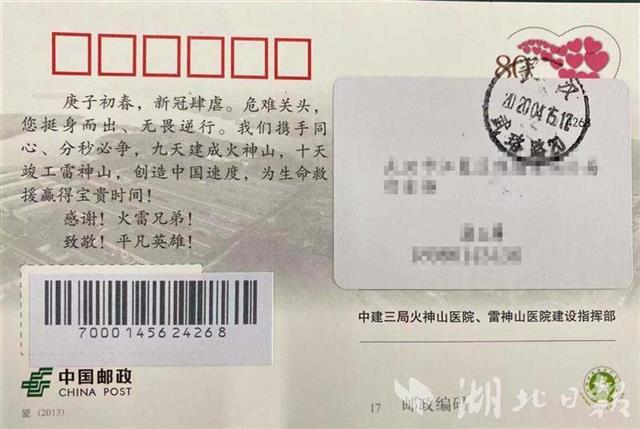 80
2020.04.15.17
庚子初春，新冠肆虐。危难关头，
您挺身而出、无畏逆行。我们携手同
心、分秒必争，九天建成火神山，十天
竣工雷神山，创造中国速度，为生命救
援赢得宝贵时间！
感谢！火雷兄弟！
致敬！平凡英雄！
7000145624268
中建三局火神山医院、雷神山医院建设指挥部
中国邮政
CHINA POST
爱 (2013)
17 邮政编码
湖北日报